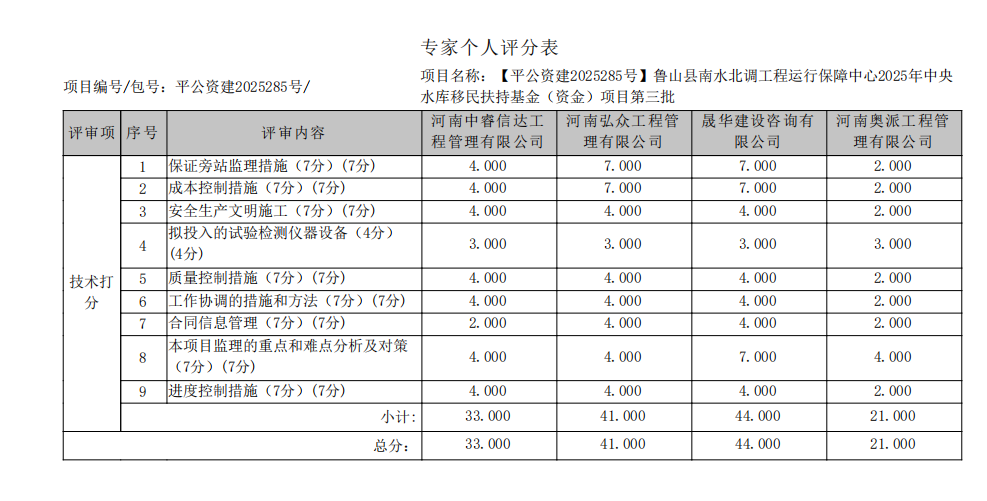 专家个人评分表
项目编号/包号: 平公资建2025285号/
项目名称: 【平公资建2025285号】鲁山县南水北调工程运行保障中心2025年中央
水库移民扶持基金（资金）项目第三批
评审项 序号 评审内容 河南中睿信达工程管理有限公司 河南弘众工程管理有限公司 晟华建设咨询有限公司 河南奥派工程管理有限公司
技术打分
1 保证旁站监理措施（7分）(7分) 4.000 7.000 7.000 2.000
2 成本控制措施（7分）(7分) 4.000 7.000 7.000 2.000
3 安全生产文明施工（7分）(7分) 4.000 4.000 4.000 2.000
4 拟投入的试验检测仪器设备（4分）(4分) 3.000 3.000 3.000 3.000
5 质量控制措施（7分）(7分) 4.000 4.000 4.000 2.000
6 工作协调的措施和方法（7分）(7分) 4.000 4.000 4.000 2.000
7 合同信息管理（7分）(7分) 2.000 4.000 4.000 2.000
8 本项目监理的重点和难点分析及对策（7分）(7分) 4.000 4.000 7.000 4.000
9 进度控制措施（7分）(7分) 4.000 4.000 4.000 2.000
小计: 33.000 41.000 44.000 21.000
总分: 33.000 41.000 44.000 21.000